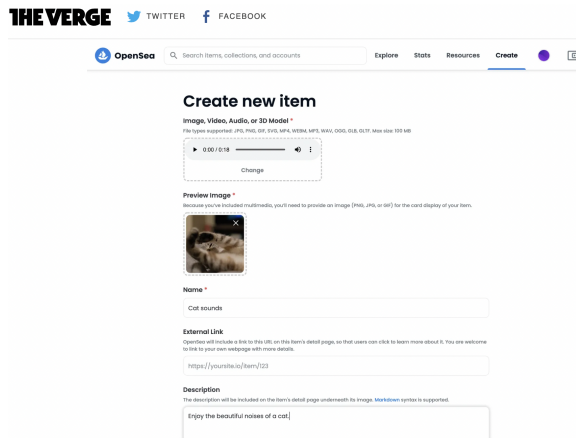 THE VERGE TWITTER FACEBOOK
OpenSea Search items, collections, and accounts Explore Stats Resources Create
Create new item
Image, Video, Audio, or 3D Model *
File types supported: JPG, PNG, GIF, SVG, MP4, WEBM, MP3, WAV, OGG, GLB, GLTF. Max size: 100 MB
0:00 / 0:18
Change
Preview Image *
Because you've included multimedia, you'll need to provide an image (PNG, JPG, or GIF) for the card display of your item.
Name *
Cat sounds
External Link
OpenSea will include a link to this URL on this item's detail page, so that users can click to learn more about it. You are welcome
to link to your own webpage with more details.
https://yoursite.io/item/123
Description
The description will be included on the item's detail page underneath its image. Markdown syntax is supported.
Enjoy the beautiful noises of a cat.